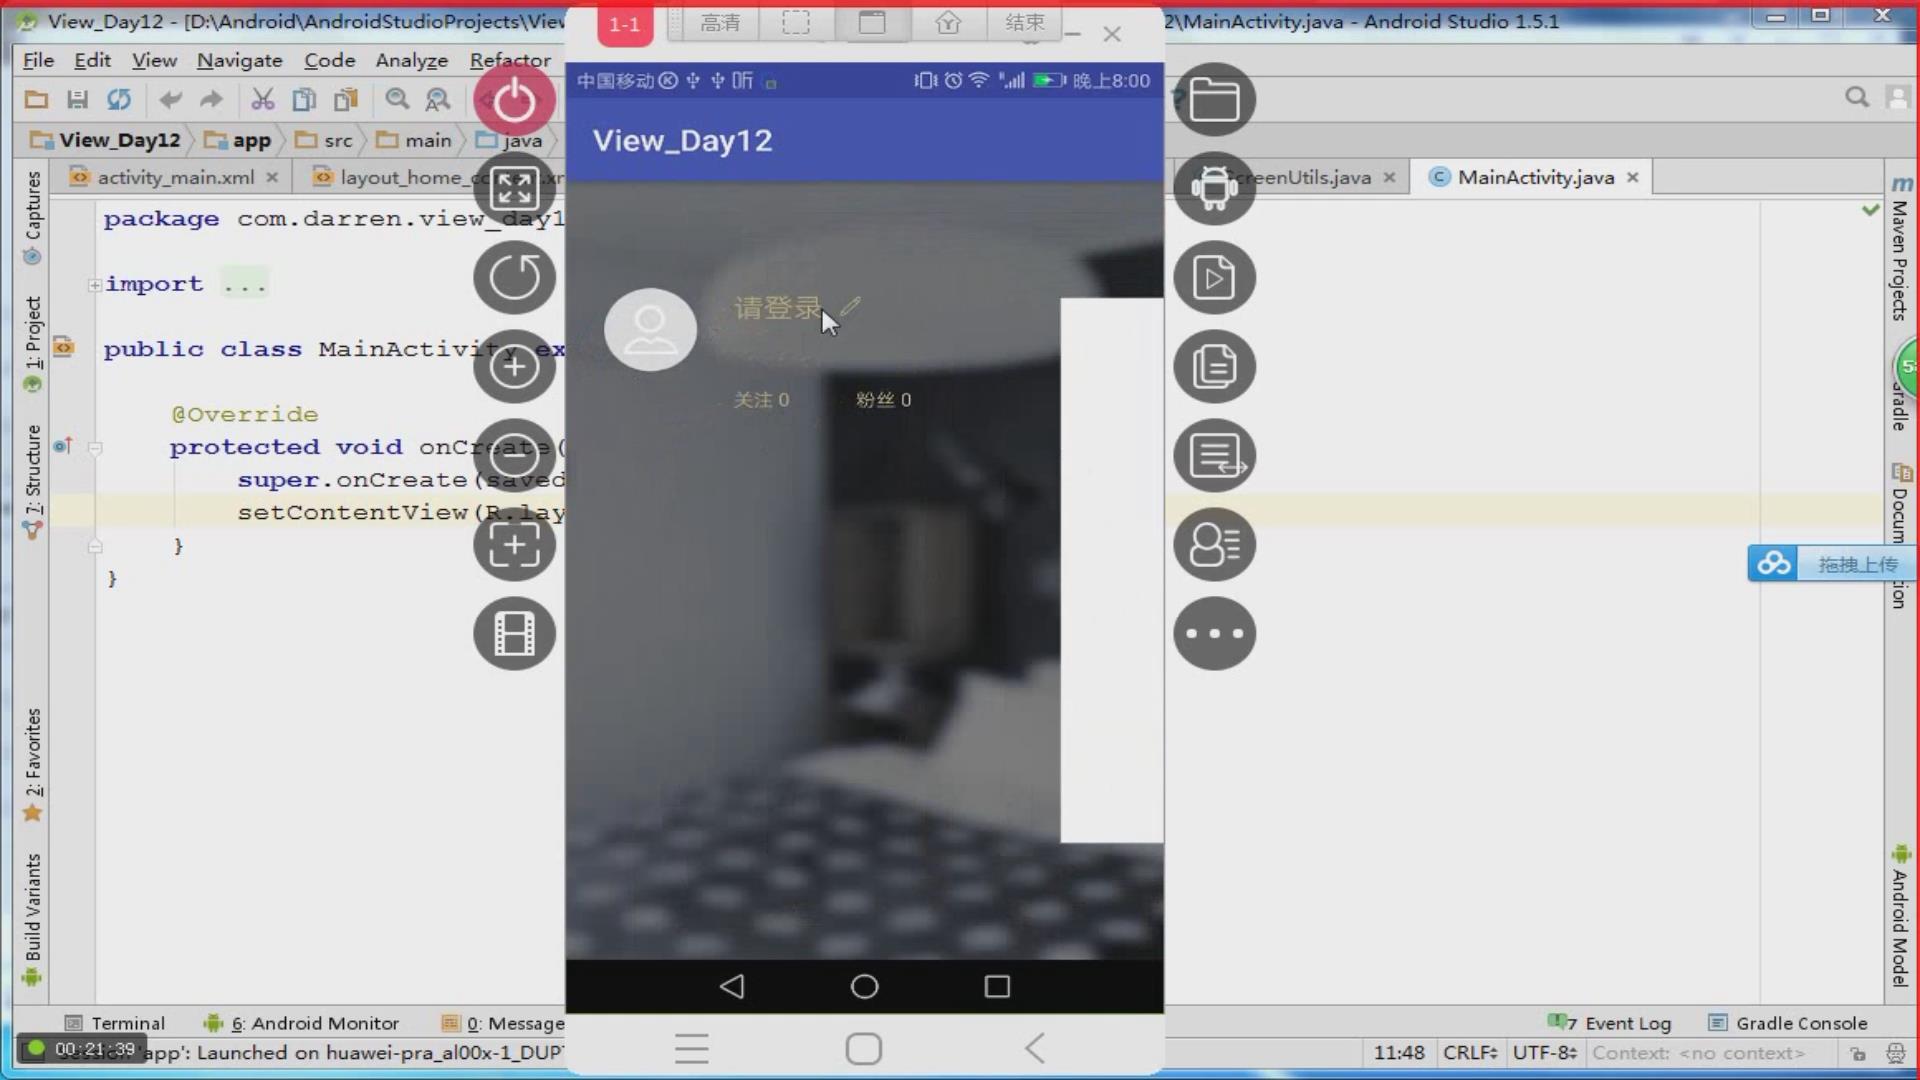 View_Day12 - [D:\Android\AndroidStudioProjects\Vie
2\MainActivity.java - Android Studio 1.5.1
1-1
高清
结束
File Edit View Navigate Code Analyze Refactor
中国移动
晚上8:00
View_Day12 app src main java
View_Day12
activity_main.xml
layout_home_
creenUtils.java
MainActivity.java
package com.darren.view_day1
import ...
public class MainActivity ex
@Override
protected void onCreate(
super.onCreate(saved
setContentView(R.lay
}
}
请登录
关注 0
粉丝 0
Captures
1: Project
7: Structure
2: Favorites
Build Variants
Maven Projects
Android Model
拖拽上传
Terminal
6: Android Monitor
0: Message
7 Event Log
Gradle Console
00:21:39
'app': Launched on huawei-pra_al00x-1_DUP
11:48
CRLF
UTF-8
Context: <no context>